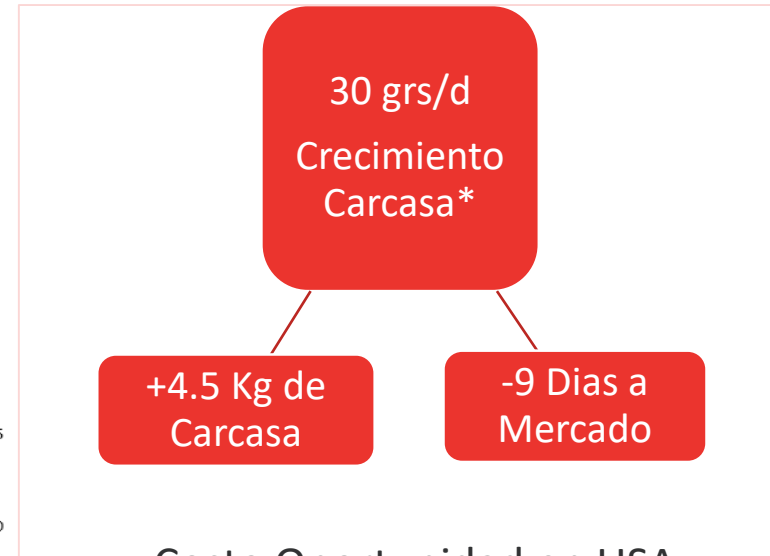 30 grs/d
Crecimiento
Carcasa*
+4.5 Kg de
Carcasa
-9 Dias a
Mercado